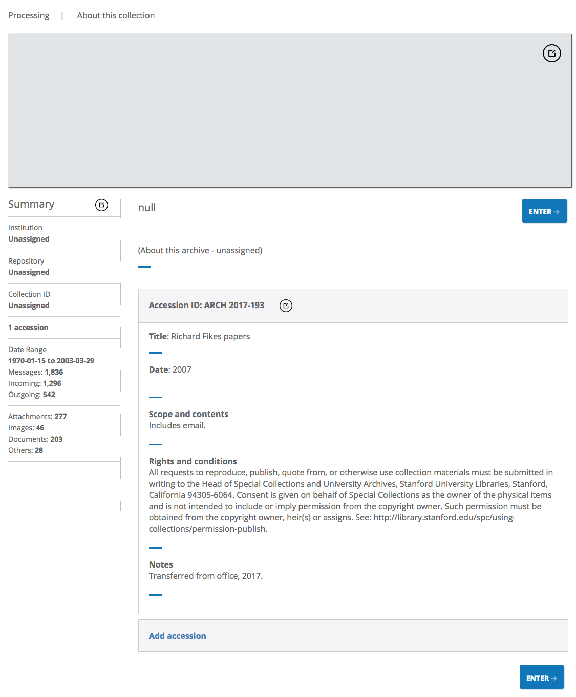 Processing | About this collection
Summary
Institution
Unassigned
Repository
Unassigned
Collection ID
Unassigned
1 accession
Date Range
1970-01-15 to 2003-03-29
Messages: 1,836
Incoming: 1,296
Outgoing: 542
Attachments: 277
Images: 46
Documents: 203
Others: 28
null
ENTER→
(About this archive - unassigned)
Accession ID: ARCH 2017-193
Title: Richard Fikes papers
Date: 2007
Scope and contents
Includes email.
Rights and conditions
All requests to reproduce, publish, quote from, or otherwise use collection materials must be submitted in
writing to the Head of Special Collections and University Archives, Stanford University Libraries, Stanford,
California 94305-6064. Consent is given on behalf of Special Collections as the owner of the physical items
and is not intended to include or imply permission from the copyright owner. Such permission must be
obtained from the copyright owner, heir(s) or assigns. See: http://library.stanford.edu/spc/using-
collections/permission-publish.
Notes
Transferred from office, 2017.
Add accession
ENTER→